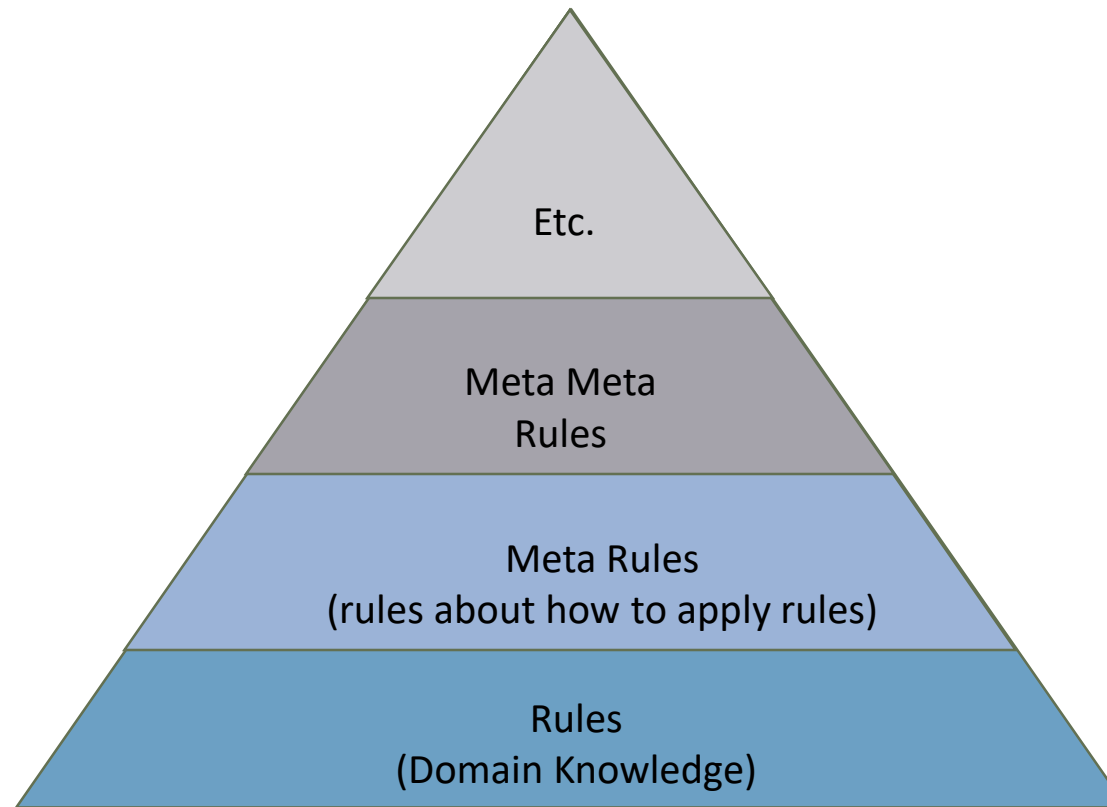 Etc.
Meta Meta
Rules
Meta Rules
(rules about how to apply rules)
Rules
(Domain Knowledge)